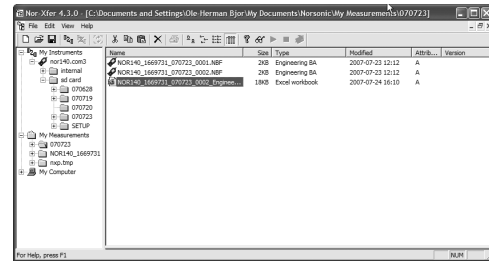 Nor-Xfer 4.3.0 - [C:\Documents and Settings\Ole-Herman Bjor\My Documents\Norsonic\My Measurements\070723]
File Edit View Help
My Instruments
nor140.com3
internal
sd card
070628
070719
070720
070723
SETUP
My Measurements
070723
NOR140_1669731
nxp.tmp
My Computer
Name Size Type Modified Attrib... Version
NOR140_1669731_070723_0001.NBF 2KB Engineering BA 2007-07-23 12:12 A
NOR140_1669731_070723_0002.NBF 2KB Engineering BA 2007-07-23 12:12 A
NOR140_1669731_070723_0002_Enginee... 18KB Excel workbook 2007-07-24 16:10 A
For Help, press F1
NUM